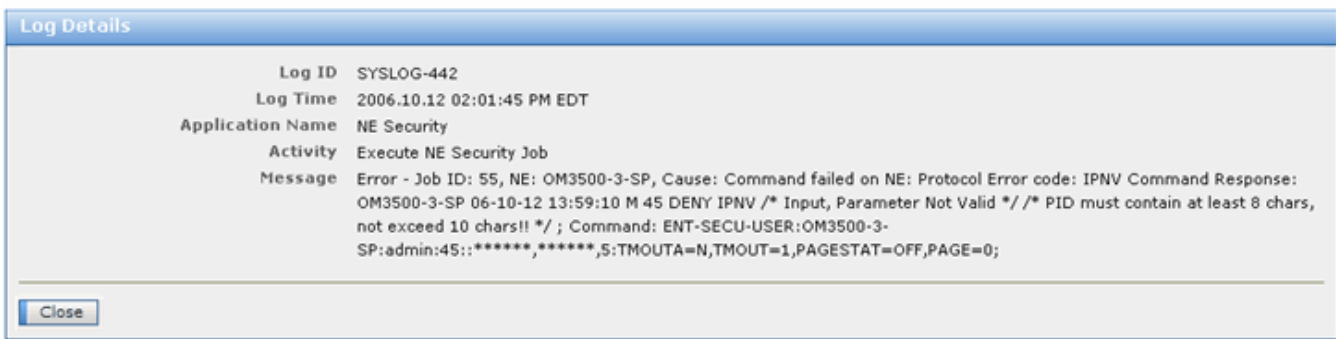 Log Details
Log ID SYSLOG-442
Log Time 2006.10.12 02:01:45 PM EDT
Application Name NE Security
Activity Execute NE Security Job
Message Error - Job ID: 55, NE: OM3500-3-SP, Cause: Command failed on NE: Protocol Error code: IPNV Command Response:
OM3500-3-SP 06-10-12 13:59:10 M 45 DENY IPNV /* Input, Parameter Not Valid */ /* PID must contain at least 8 chars,
not exceed 10 chars!! */ ; Command: ENT-SECU-USER:OM3500-3-
SP:admin:45::******,******,5:TMOUTA=N,TMOUT=1,PAGESTAT=OFF,PAGE=0;
Close